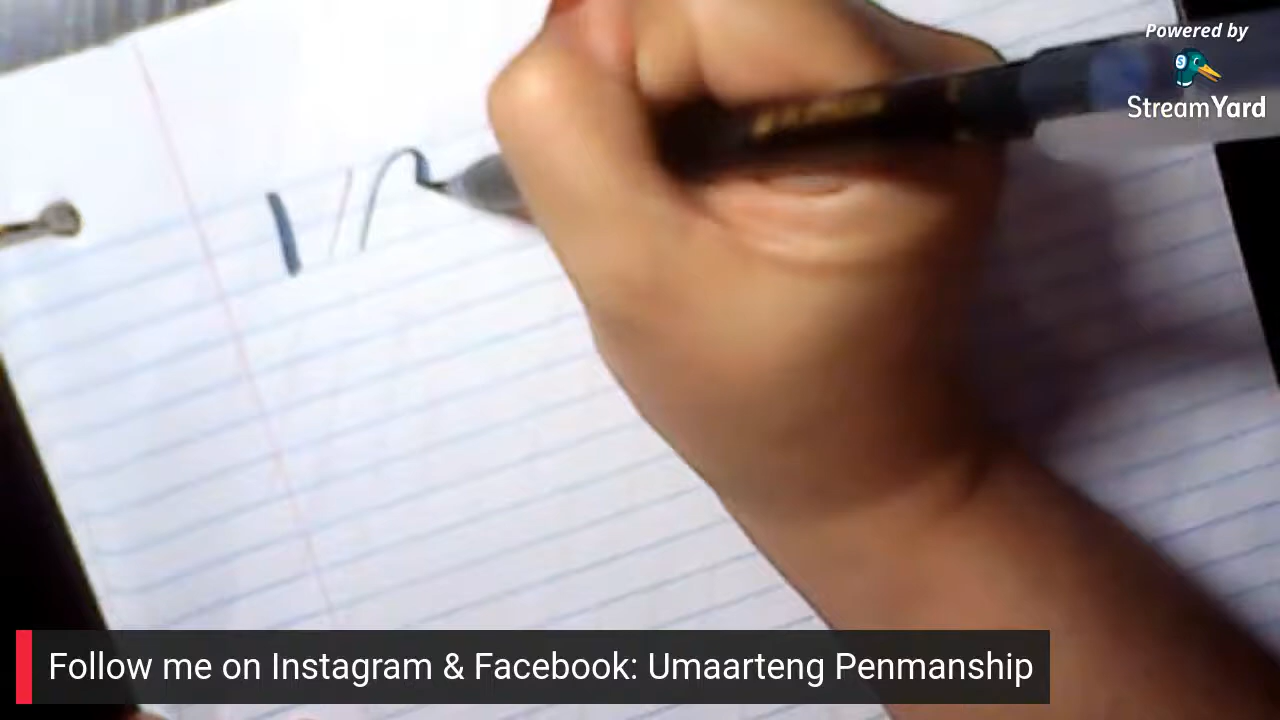 Powered by
StreamYard
Follow me on Instagram & Facebook: Umaarteng Penmanship